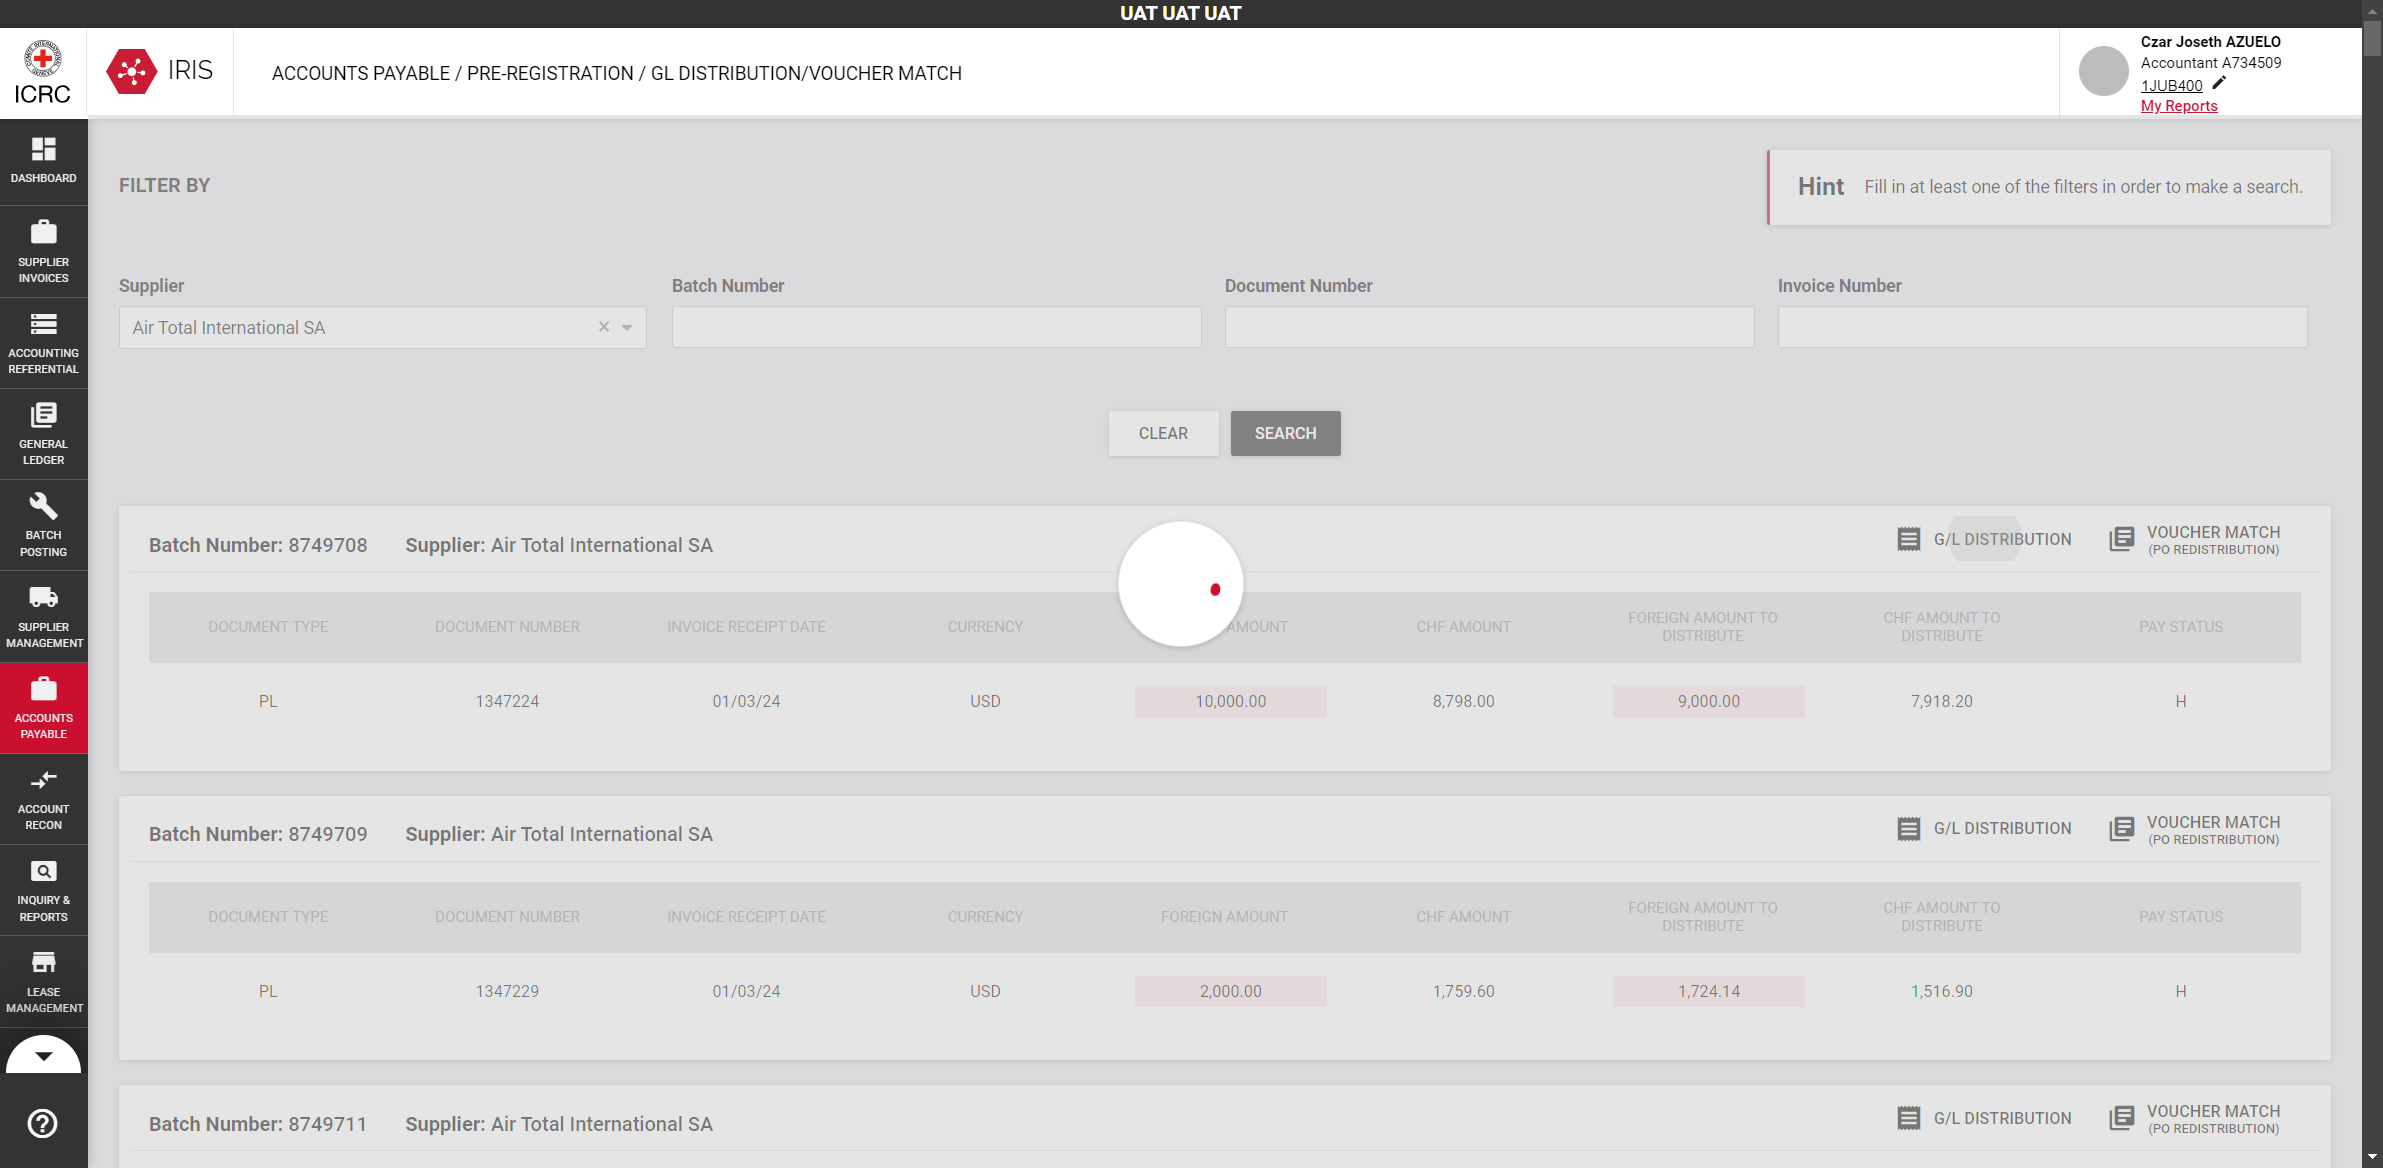 UAT UAT UAT
ICRC
IRIS
ACCOUNTS PAYABLE / PRE-REGISTRATION / GL DISTRIBUTION/VOUCHER MATCH
Czar Joseth AZUELO
Accountant A734509
1JUB400
My Reports
DASHBOARD
SUPPLIER
INVOICES
ACCOUNTING
REFERENTIAL
GENERAL
LEDGER
BATCH
POSTING
SUPPLIER
MANAGEMENT
ACCOUNTS
PAYABLE
ACCOUNT
RECON
INQUIRY &
REPORTS
LEASE
MANAGEMENT
FILTER BY
Hint Fill in at least one of the filters in order to make a search.
Supplier Batch Number Document Number Invoice Number
Air Total International SA
CLEAR SEARCH
Batch Number: 8749708 Supplier: Air Total International SA G/L DISTRIBUTION VOUCHER MATCH
(PO REDISTRIBUTION)
DOCUMENT TYPE DOCUMENT NUMBER INVOICE RECEIPT DATE CURRENCY AMOUNT CHF AMOUNT FOREIGN AMOUNT TO CHF AMOUNT TO PAY STATUS
DISTRIBUTE DISTRIBUTE
PL 1347224 01/03/24 USD 10,000.00 8,798.00 9,000.00 7,918.20 H
Batch Number: 8749709 Supplier: Air Total International SA G/L DISTRIBUTION VOUCHER MATCH
(PO REDISTRIBUTION)
DOCUMENT TYPE DOCUMENT NUMBER INVOICE RECEIPT DATE CURRENCY FOREIGN AMOUNT CHF AMOUNT FOREIGN AMOUNT TO CHF AMOUNT TO PAY STATUS
DISTRIBUTE DISTRIBUTE
PL 1347229 01/03/24 USD 2,000.00 1,759.60 1,724.14 1,516.90 H
Batch Number: 8749711 Supplier: Air Total International SA G/L DISTRIBUTION VOUCHER MATCH
(PO REDISTRIBUTION)